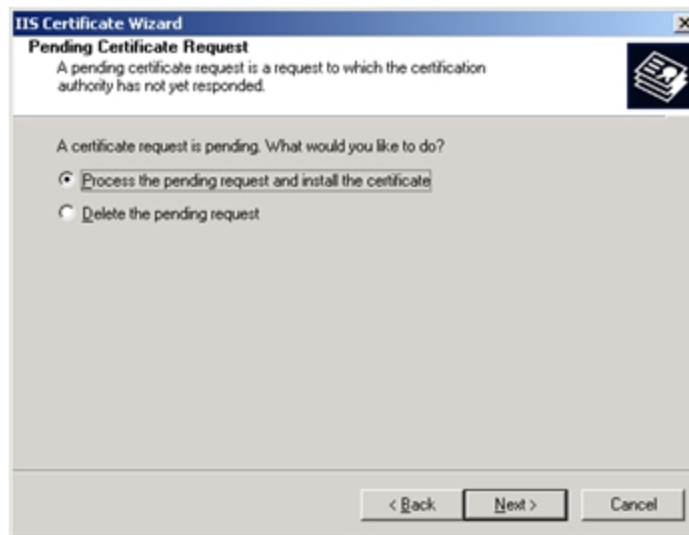 IIS Certificate Wizard
Pending Certificate Request
A pending certificate request is a request to which the certification
authority has not yet responded.
A certificate request is pending. What would you like to do?
Process the pending request and install the certificate
Delete the pending request
< Back
Next >
Cancel